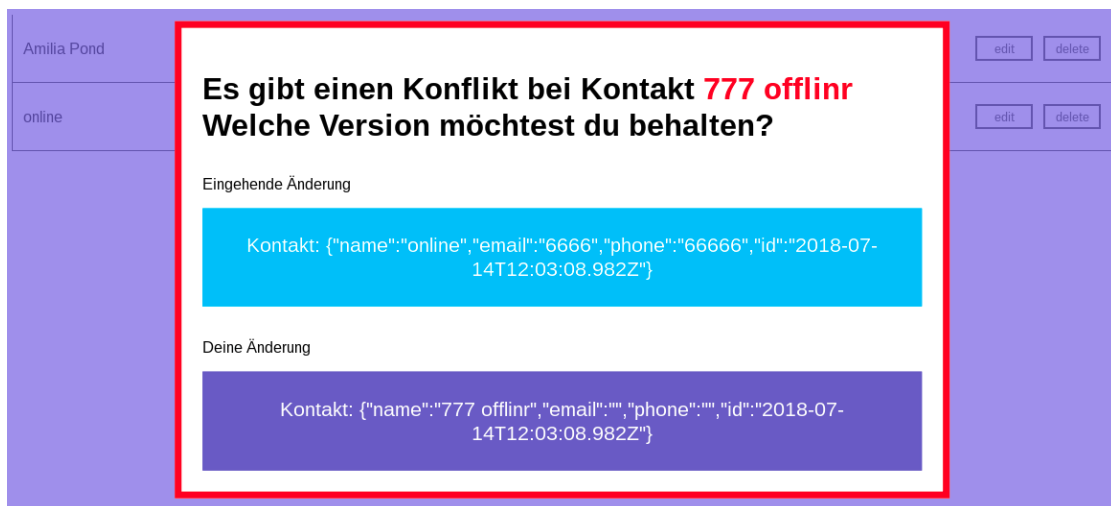 Amilia Pond
edit delete
online
edit delete
Es gibt einen Konflikt bei Kontakt 777 offlinr
Welche Version möchtest du behalten?
Eingehende Änderung
Kontakt: {"name":"online","email":"6666","phone":"66666","id":"2018-07-
14T12:03:08.982Z"}
Deine Änderung
Kontakt: {"name":"777 offlinr","email":"","phone":"","id":"2018-07-
14T12:03:08.982Z"}